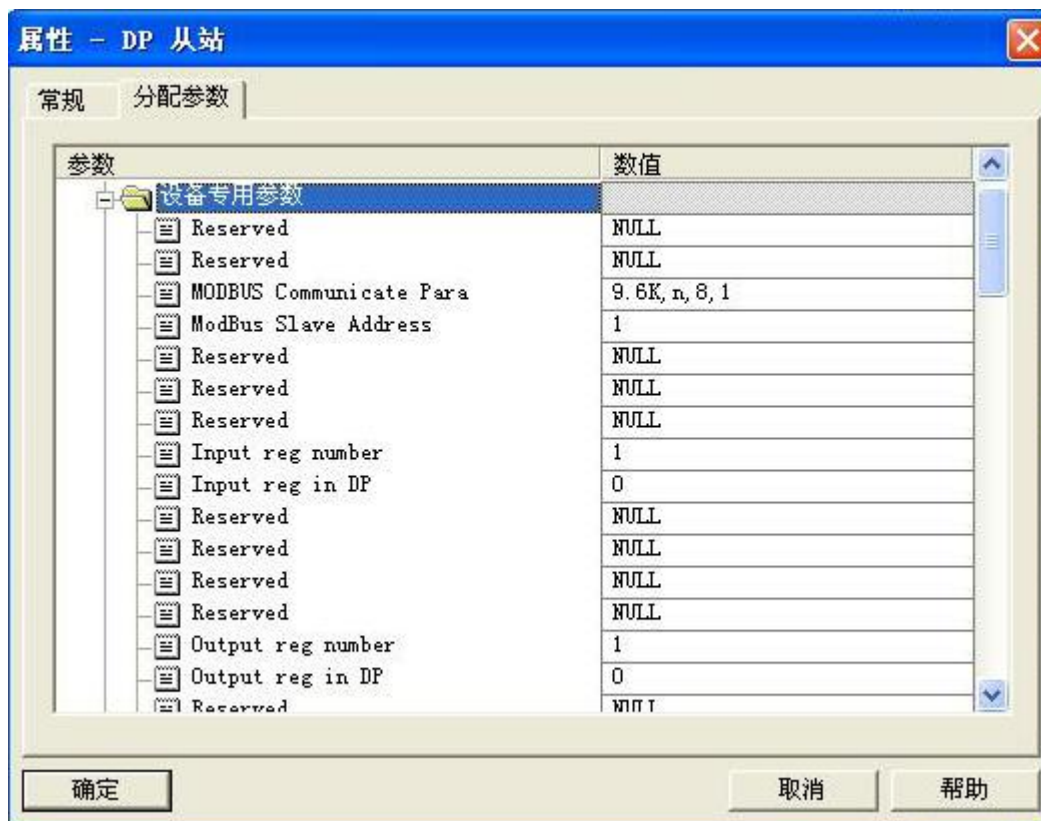 属性 - DP 从站
常规 分配参数
参数 数值
设备专用参数
Reserved NULL
Reserved NULL
MODBUS Communicate Para 9.6K,n,8,1
ModBus Slave Address 1
Reserved NULL
Reserved NULL
Reserved NULL
Input reg number 1
Input reg in DP 0
Reserved NULL
Reserved NULL
Reserved NULL
Reserved NULL
Output reg number 1
Output reg in DP 0
Reserved NULL
确定 取消 帮助